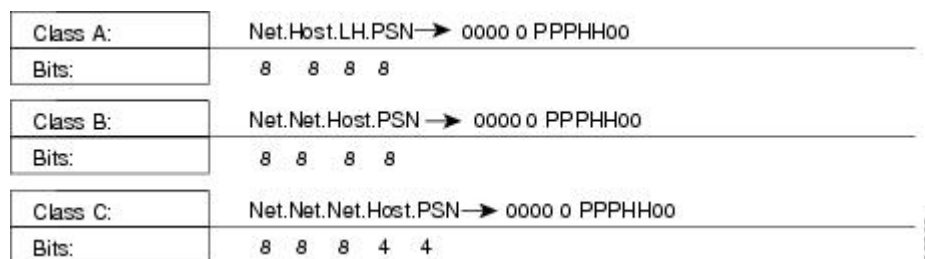 Class A: Net.Host.LH.PSN→ 0000 0 PPPHH00
Bits: 8 8 8 8
Class B: Net.Net.Host.PSN → 0000 0 PPPHH00
Bits: 8 8 8 8
Class C: Net.Net.Net.Host.PSN→ 0000 0 PPPHH00
Bits: 8 8 8 4 4